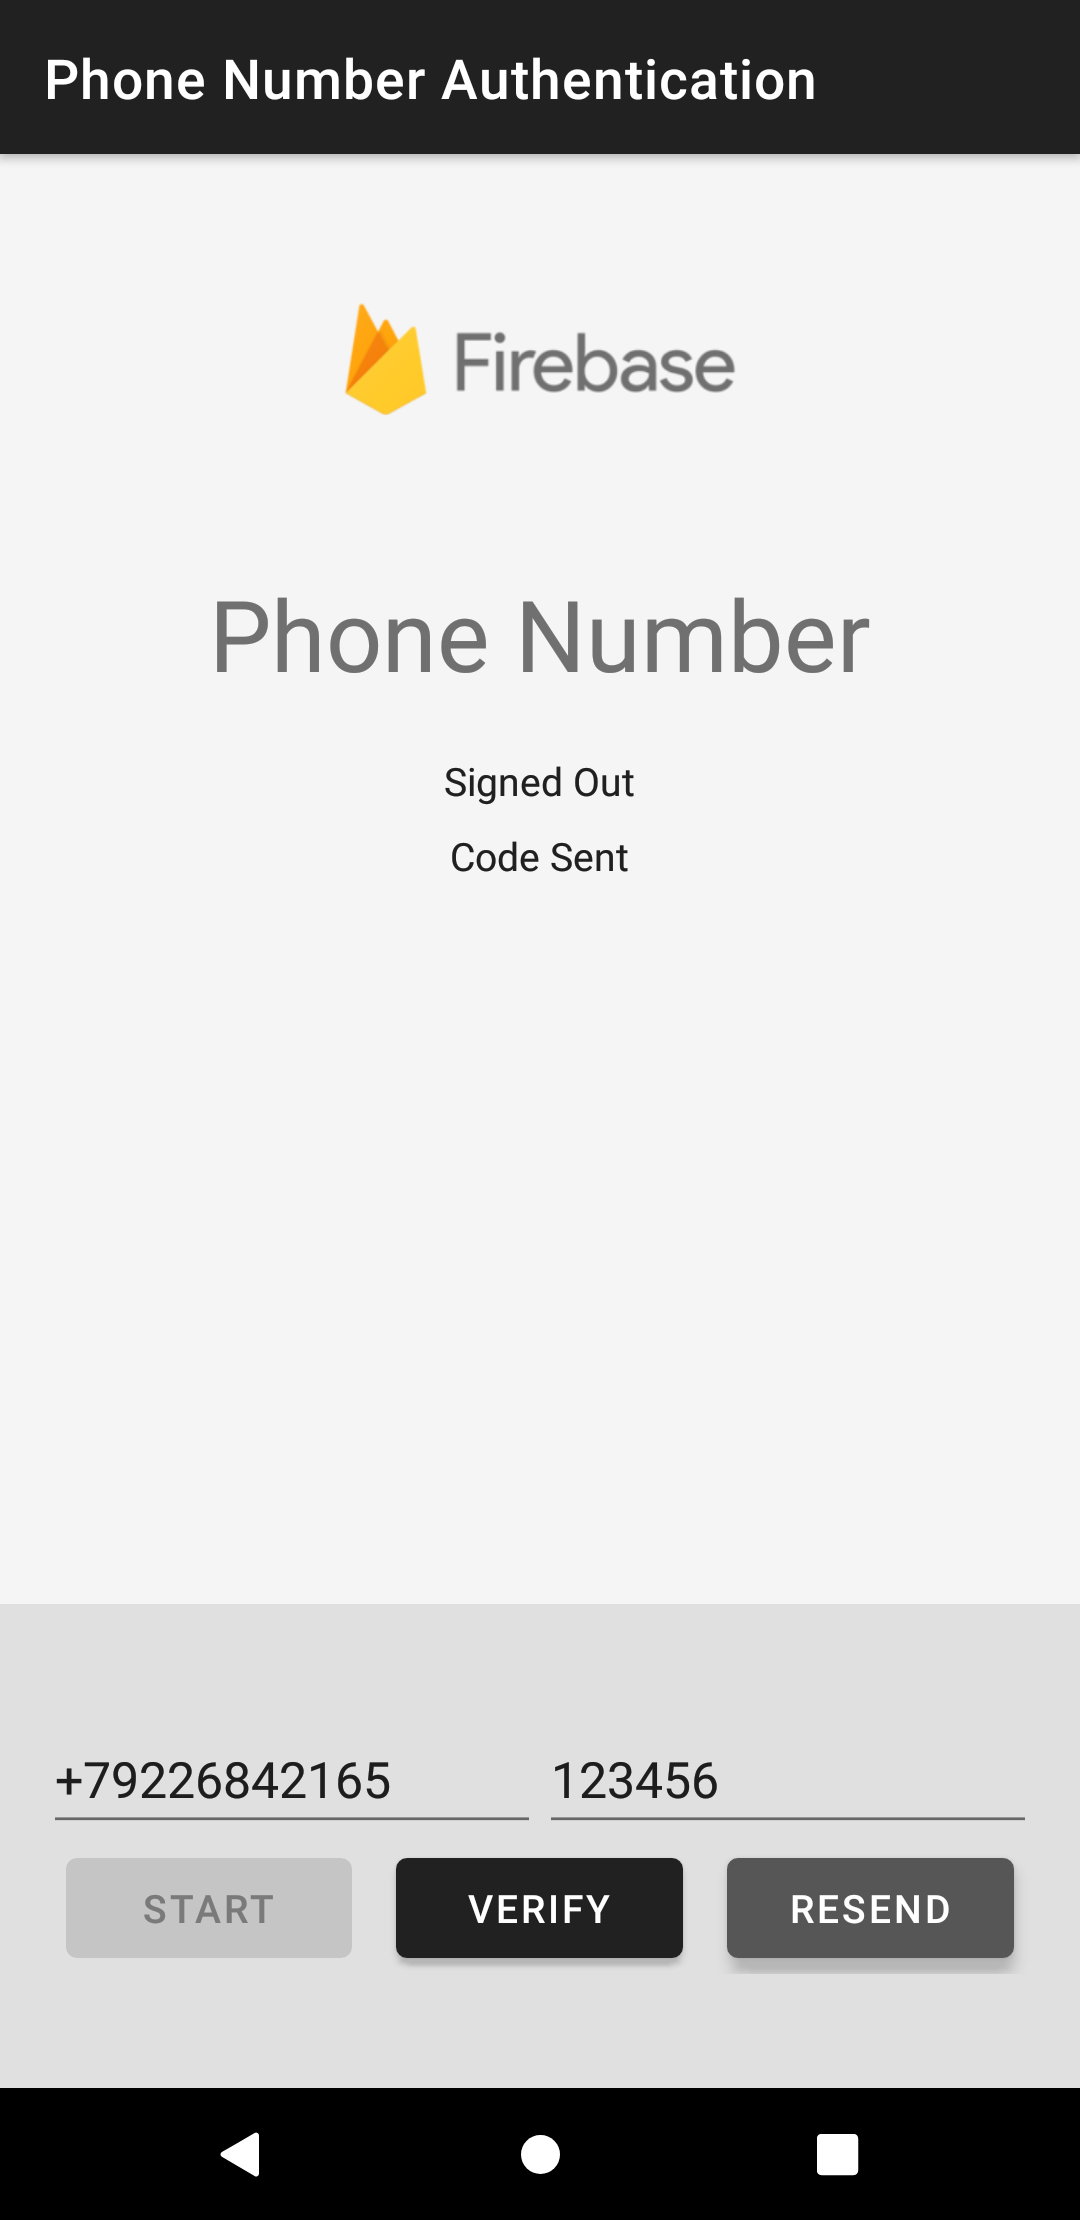 Phone Number Authentication
Firebase
Phone Number
Signed Out
Code Sent
+79226842165 123456
START VERIFY RESEND